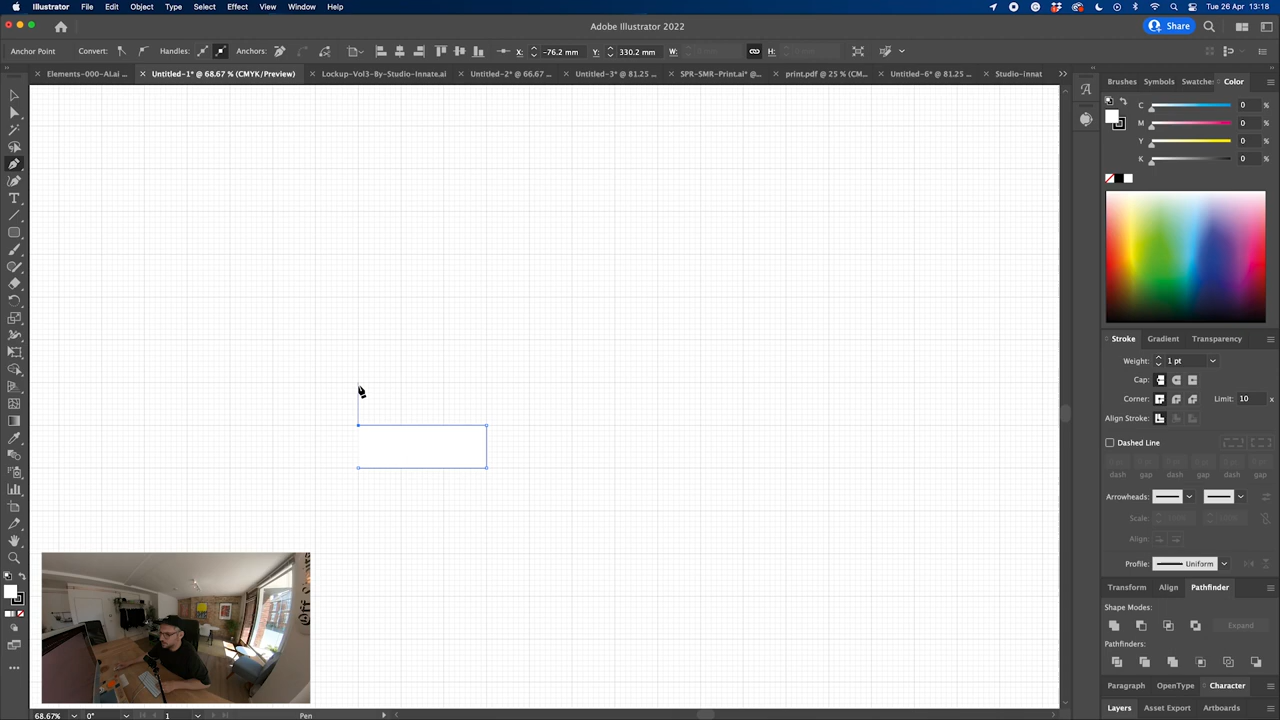 Illustrator File Edit Object Type Select Effect View Window Help Tue 26 Apr 13:18
Adobe Illustrator 2022 Share
Anchor Point Convert: Handles: Anchors: X: -76.2 mm Y: 330.2 mm W: H:
Elements-000-AI.ai ... Untitled-1* @ 68.67 % (CMYK/Preview) Lockup-Vol3-By-Studio-Innate.ai Untitled-2* @ 66.67 ... Untitled-3* @ 81.25 ... SPR-SMR-Print.ai* @... print.pdf @ 25 % (CM... Untitled-6* @ 81.25 ... Studio-Innat
Brushes Symbols Swatches Color
C 0 %
M 0 %
Y 0 %
K 0 %
Stroke Gradient Transparency
Weight: 1 pt
Cap:
Corner: Limit: 10 x
Align Stroke:
Dashed Line
dash gap dash gap dash gap
Arrowheads:
Scale: 100% 100%
Align:
Profile: Uniform
Transform Align Pathfinder
Shape Modes:
Expand
Pathfinders:
Paragraph OpenType Character
Layers Asset Export Artboards
68.67% 0° 1 Pen